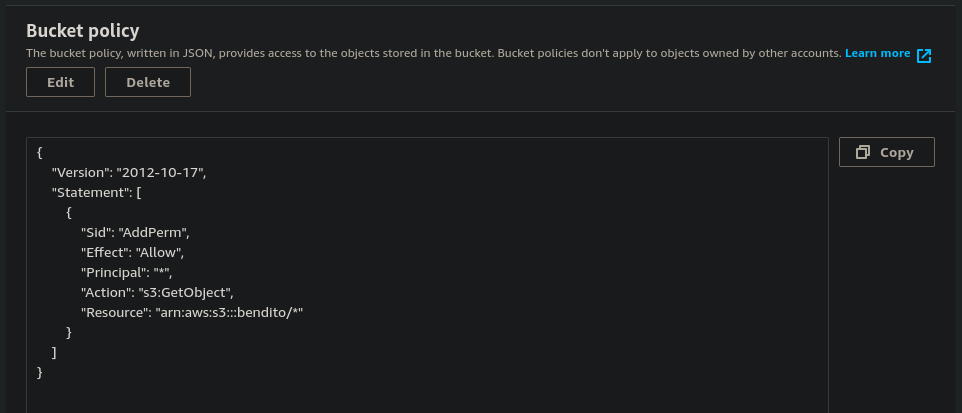 Bucket policy
The bucket policy, written in JSON, provides access to the objects stored in the bucket. Bucket policies don't apply to objects owned by other accounts. Learn more
Edit Delete
Copy
{
"Version": "2012-10-17",
"Statement": [
{
"Sid": "AddPerm",
"Effect": "Allow",
"Principal": "*",
"Action": "s3:GetObject",
"Resource": "arn:aws:s3:::bendito/*"
}
]
}